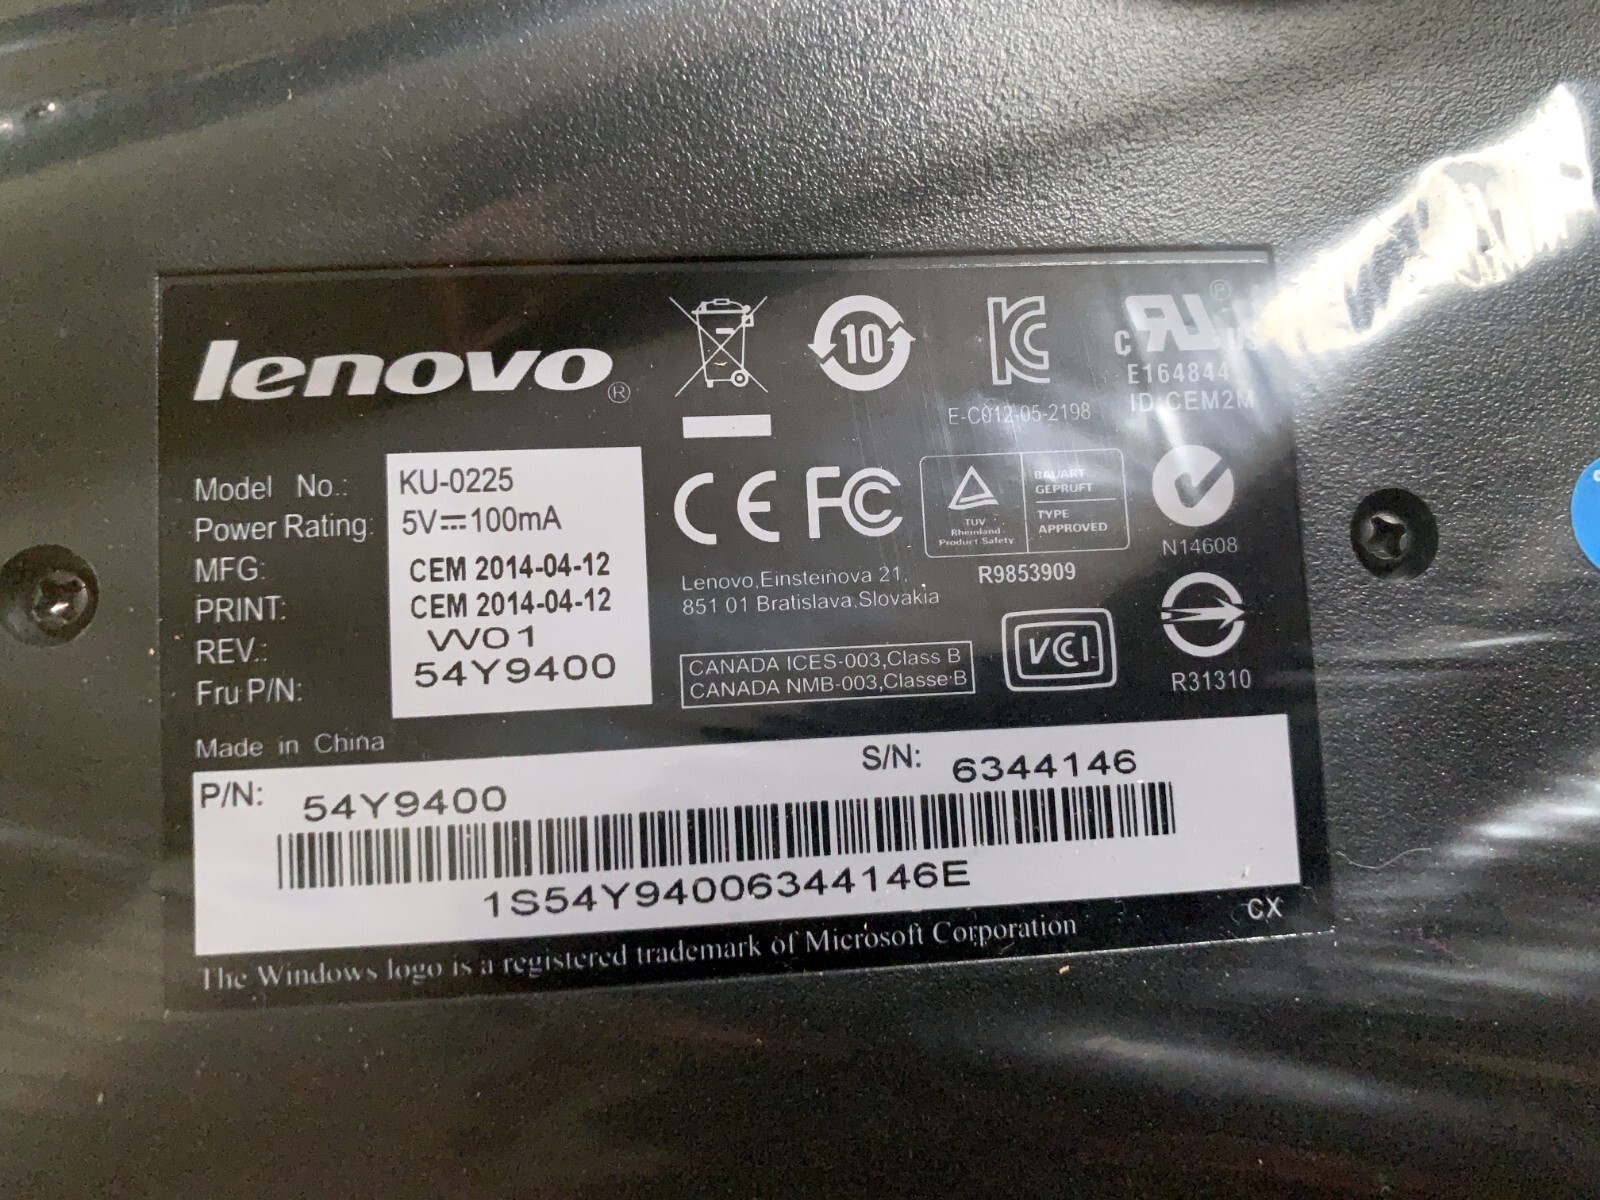 lenovo®
10
E-C012-05-2198
C RU US ®
E164844
ID:CEM2M
Model No.: KU-0225
Power Rating: 5V⎓100mA
MFG: CEM 2014-04-12
PRINT: CEM 2014-04-12
REV.: W01
Fru P/N: 54Y9400
CE FC
TUV
Rheinland
Product Safety
BAUART
GEPRUFT
TYPE
APPROVED
R9853909
N14608
Lenovo,Einsteinova 21,
851 01 Bratislava.Slovakia
CANADA ICES-003,Class B
CANADA NMB-003,Classe B
VCI
R31310
Made in China
P/N: 54Y9400
S/N: 6344146
1S54Y94006344146E
CX
The Windows logo is a registered trademark of Microsoft Corporation